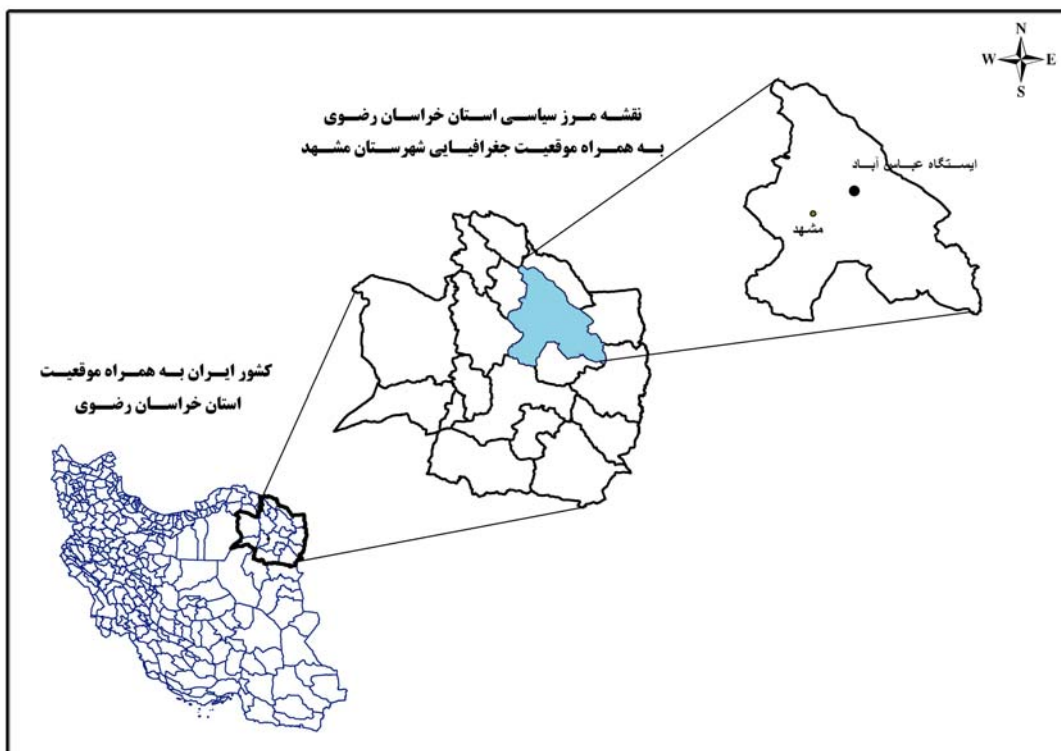 N
W E
S
نقشه مرز سیاسی استان خراسان رضوی
به همراه موقعیت جغرافیایی شهرستان مشهد
ایستگاه عباس آباد
مشهد
کشور ایران به همراه موقعیت
استان خراسان رضوی